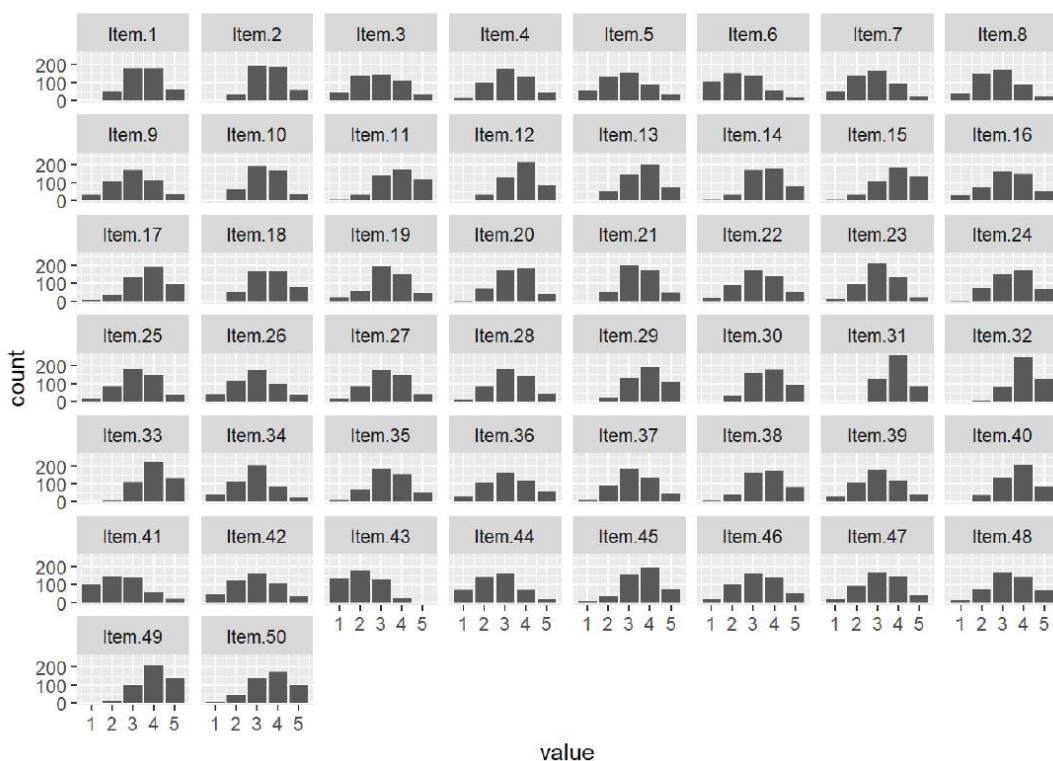 Item.1 Item.2 Item.3 Item.4 Item.5 Item.6 Item.7 Item.8
200
100
0
Item.9 Item.10 Item.11 Item.12 Item.13 Item.14 Item.15 Item.16
200
100
0
Item.17 Item.18 Item.19 Item.20 Item.21 Item.22 Item.23 Item.24
200
100
0
Item.25 Item.26 Item.27 Item.28 Item.29 Item.30 Item.31 Item.32
200
100
0
count
Item.33 Item.34 Item.35 Item.36 Item.37 Item.38 Item.39 Item.40
200
100
0
Item.41 Item.42 Item.43 Item.44 Item.45 Item.46 Item.47 Item.48
200
100
0
1 2 3 4 5 1 2 3 4 5 1 2 3 4 5 1 2 3 4 5 1 2 3 4 5 1 2 3 4 5
Item.49 Item.50
200
100
0
1 2 3 4 5 1 2 3 4 5
value